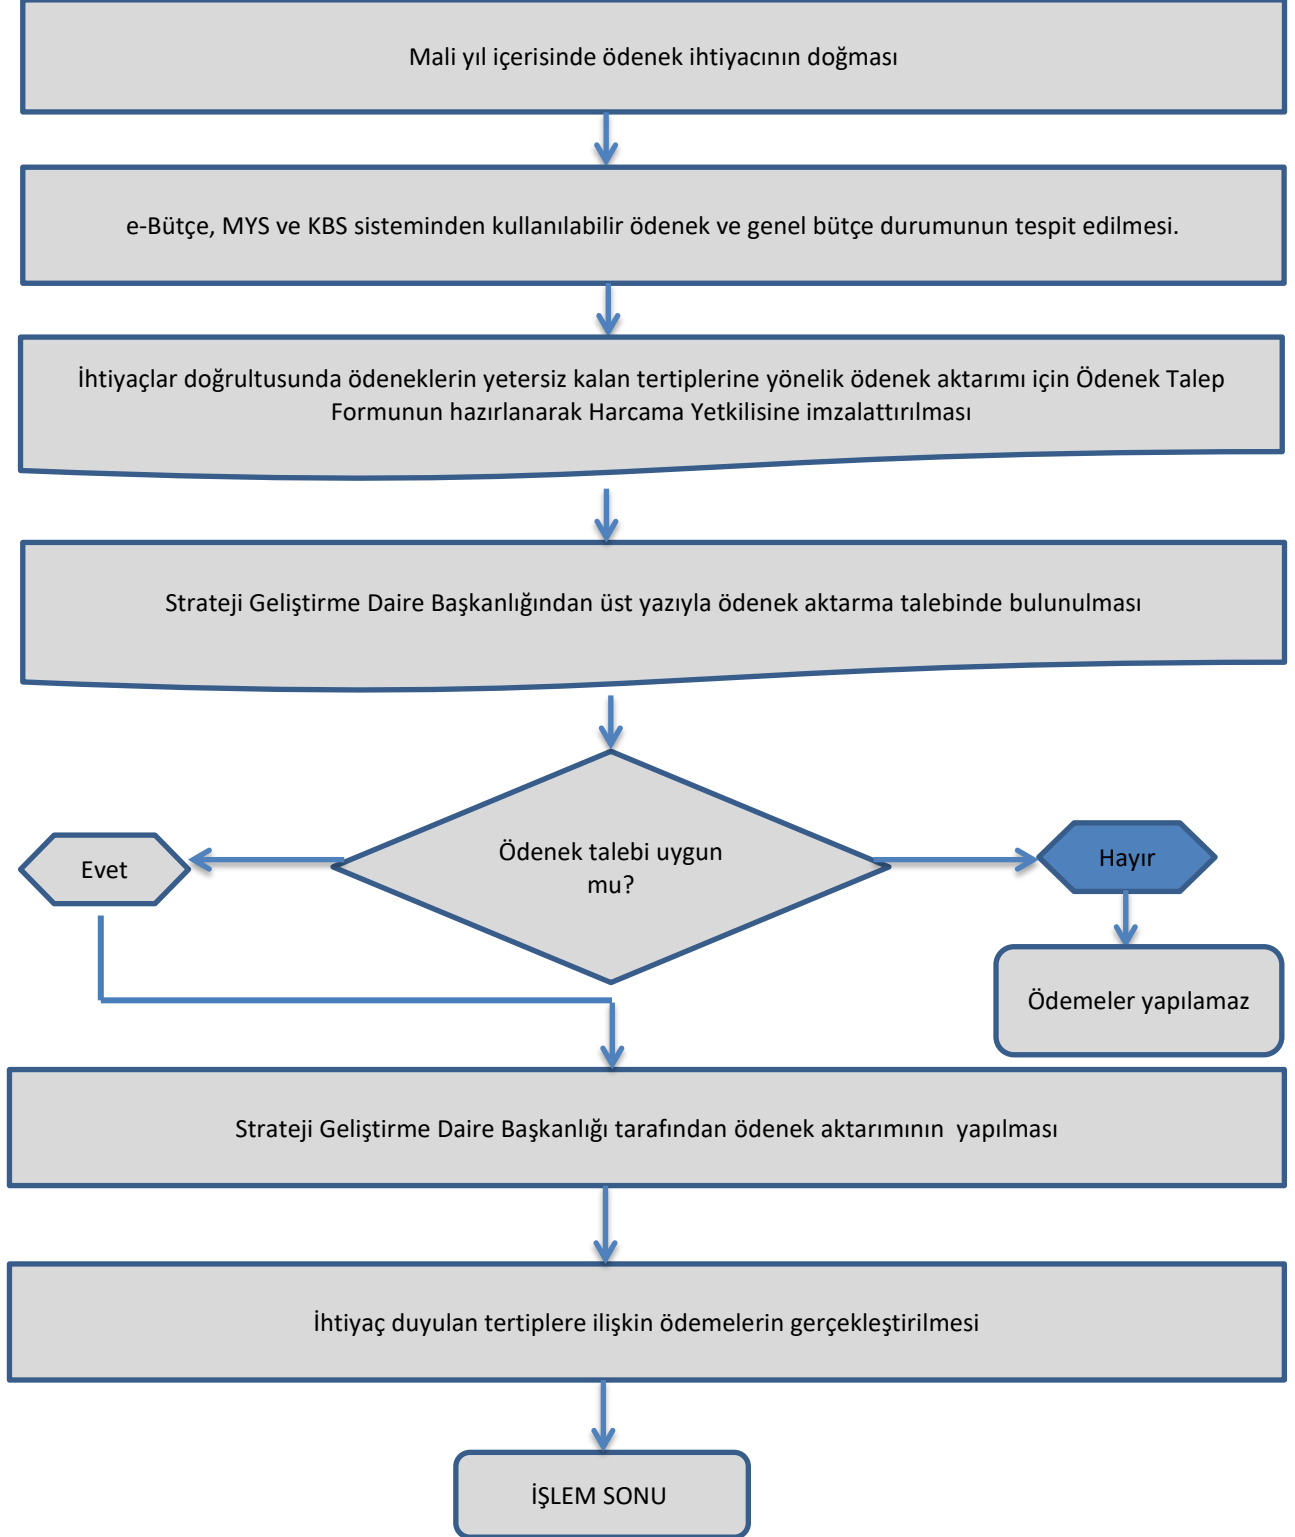 Mali yıl içerisinde ödenek ihtiyacının doğması
e-Bütçe, MYS ve KBS sisteminden kullanılabilir ödenek ve genel bütçe durumunun tespit edilmesi.
İhtiyaçlar doğrultusunda ödeneklerin yetersiz kalan tertiplerine yönelik ödenek aktarımı için Ödenek Talep
Formunun hazırlanarak Harcama Yetkilisine imzalattırılması
Strateji Geliştirme Daire Başkanlığından üst yazıyla ödenek aktarma talebinde bulunulması
Ödenek talebi uygun
mu?
Evet
Hayır
Ödemeler yapılamaz
Strateji Geliştirme Daire Başkanlığı tarafından ödenek aktarımının  yapılması
İhtiyaç duyulan tertiplere ilişkin ödemelerin gerçekleştirilmesi
İŞLEM SONU